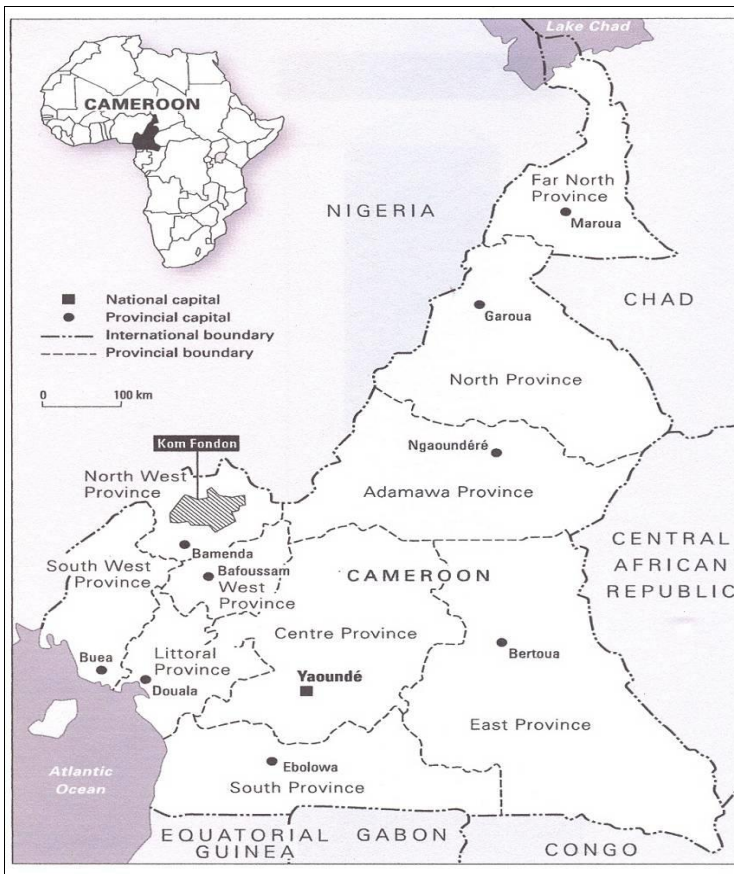 Lake Chad
CAMEROON
Far North
Province
Maroua
NIGERIA
CHAD
National capital
Provincial capital
International boundary
Provincial boundary
Garoua
North Province
0 100 km
Kom Fondon
Ngaoundéré
North West
Province
Adamawa Province
Bamenda
CENTRAL
AFRICAN
REPUBLIC
South West
Province
Bafoussam
West
Province
CAMEROON
Centre Province
Bertoua
Buea
Littoral
Province
Douala
Yaoundé
East Province
Atlantic
Ocean
Ebolowa
South Province
EQUATORIAL
GUINEA
GABON
CONGO